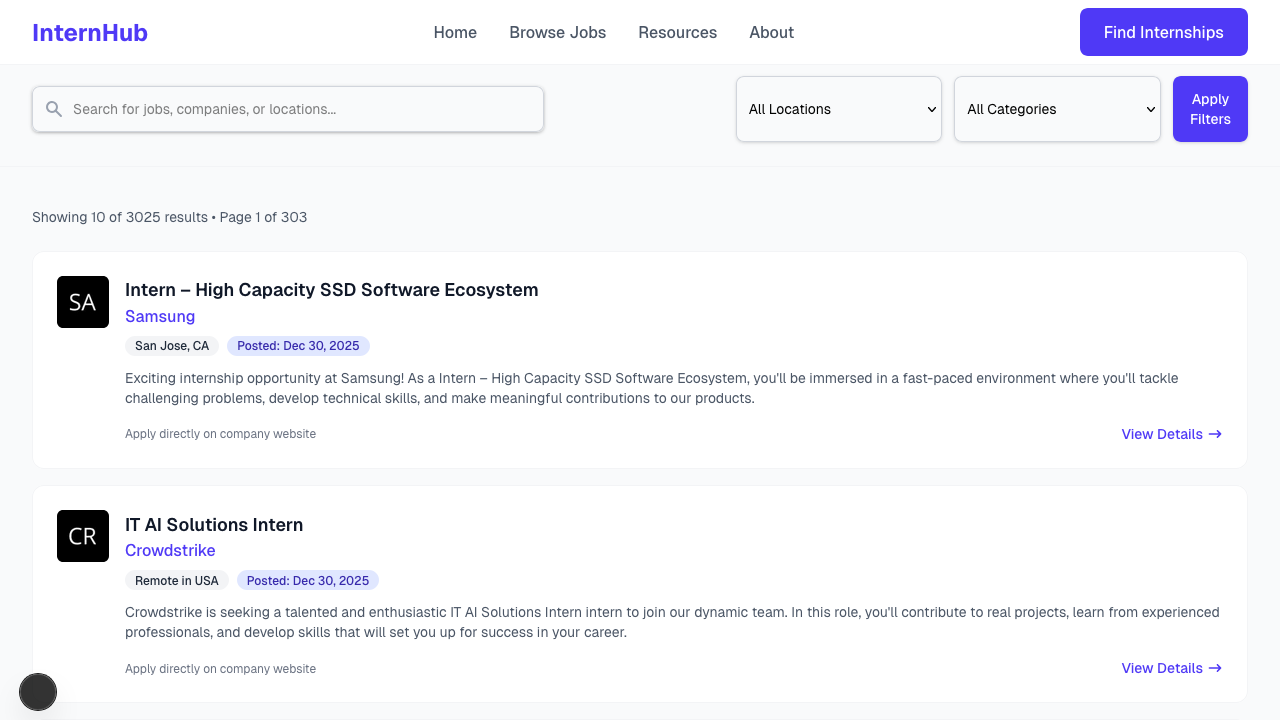 InternHub
Home
Browse Jobs
Resources
About
Find Internships
Search for jobs, companies, or locations...
All Locations
All Categories
Apply
Filters
Showing 10 of 3025 results • Page 1 of 303
SA
Intern – High Capacity SSD Software Ecosystem
Samsung
San Jose, CA
Posted: Dec 30, 2025
Exciting internship opportunity at Samsung! As a Intern – High Capacity SSD Software Ecosystem, you'll be immersed in a fast-paced environment where you'll tackle
challenging problems, develop technical skills, and make meaningful contributions to our products.
Apply directly on company website
View Details →
CR
IT AI Solutions Intern
Crowdstrike
Remote in USA
Posted: Dec 30, 2025
Crowdstrike is seeking a talented and enthusiastic IT AI Solutions Intern intern to join our dynamic team. In this role, you'll contribute to real projects, learn from experienced
professionals, and develop skills that will set you up for success in your career.
Apply directly on company website
View Details →